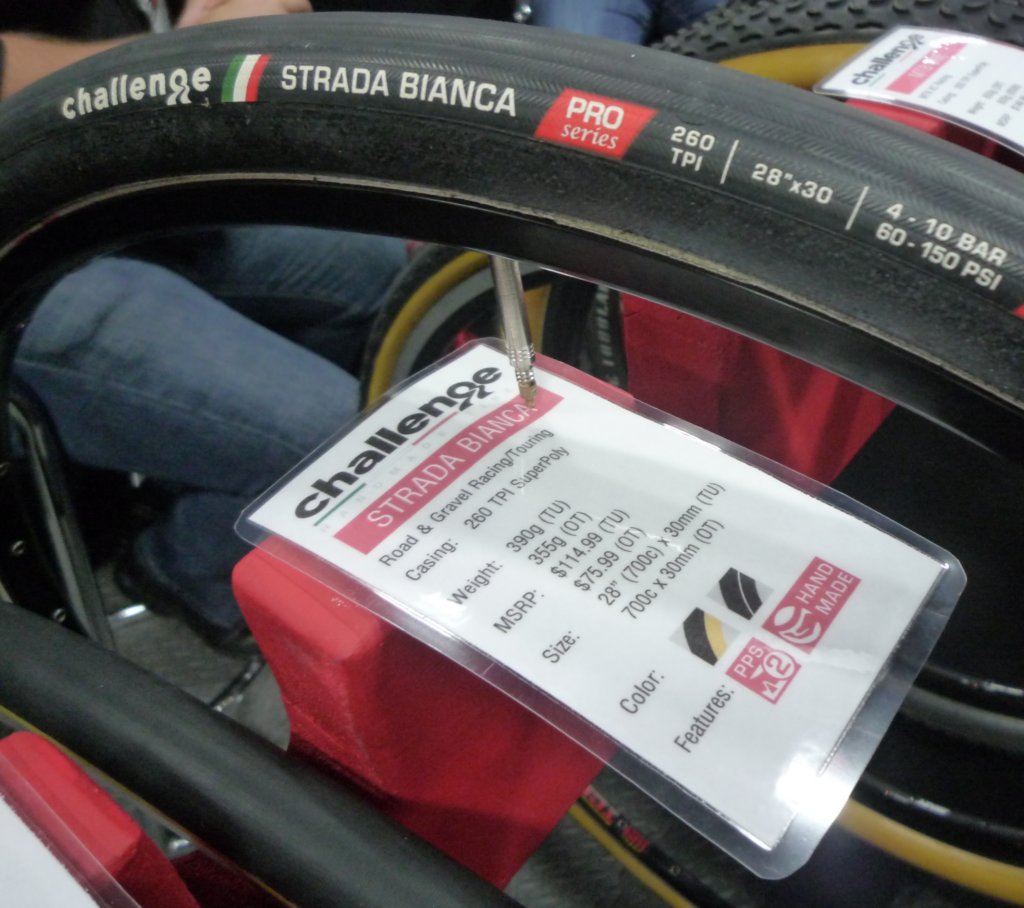 challenge STRADA BIANCA PRO series 260 TPI 28"x30 4 - 10 BAR 60-150 PSI
challenge
challenge
HANDMADE
STRADA BIANCA
Road & Gravel Racing/Touring
Casing: 260 TPI SuperPoly
Weight: 390g (TU)
355g (OT)
MSRP: $114.99 (TU)
$75.99 (OT)
Size: 28" (700c) x 30mm (TU)
700c x 30mm (OT)
Color:
Features: PPS 2 HAND MADE